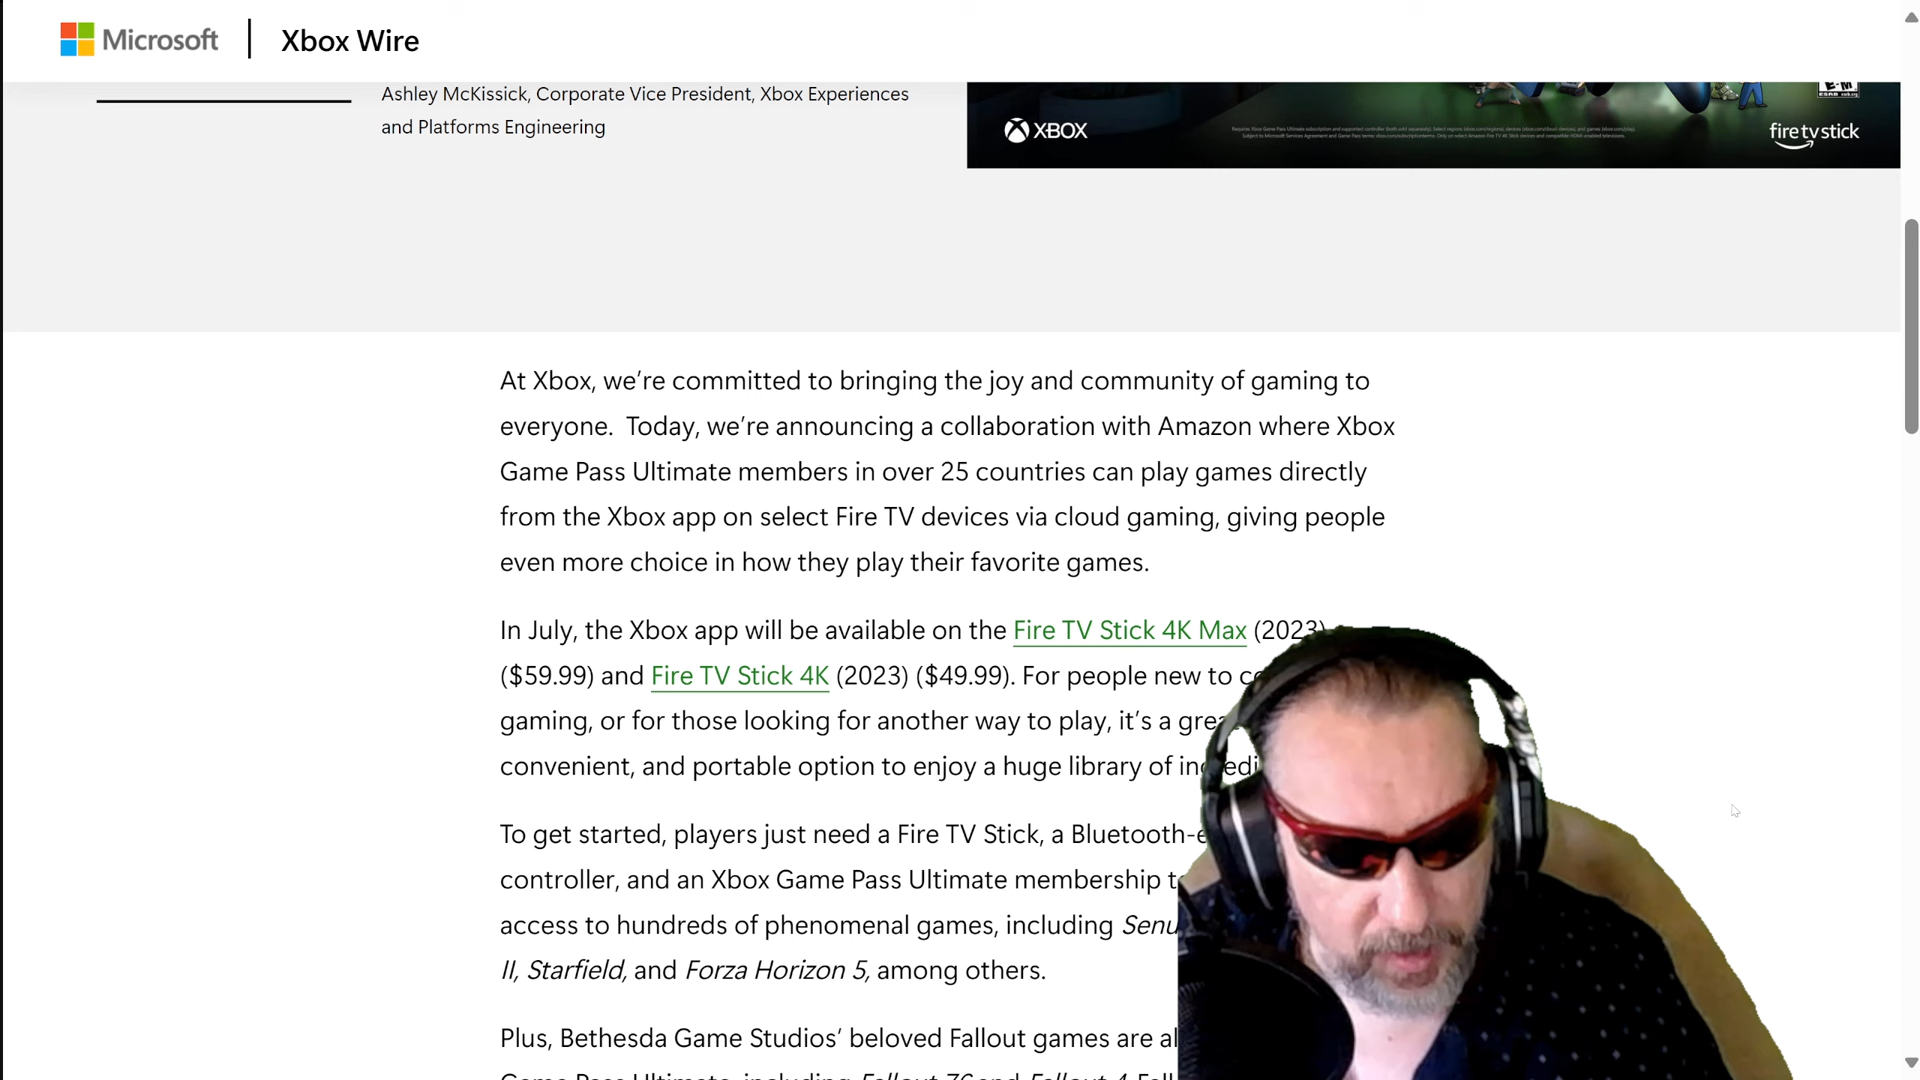 Microsoft | Xbox Wire
Ashley McKissick, Corporate Vice President, Xbox Experiences
and Platforms Engineering
XBOX
firetvstick
At Xbox, we’re committed to bringing the joy and community of gaming to
everyone.  Today, we’re announcing a collaboration with Amazon where Xbox
Game Pass Ultimate members in over 25 countries can play games directly
from the Xbox app on select Fire TV devices via cloud gaming, giving people
even more choice in how they play their favorite games.
In July, the Xbox app will be available on the Fire TV Stick 4K Max (2023)
($59.99) and Fire TV Stick 4K (2023) ($49.99). For people new to
gaming, or for those looking for another way to play, it’s a
convenient, and portable option to enjoy a huge library of
To get started, players just need a Fire TV Stick, a
controller, and an Xbox Game Pass Ultimate membership
access to hundreds of phenomenal games, including
II, Starfield, and Forza Horizon 5, among others.
Plus, Bethesda Game Studios’ beloved Fallout games are